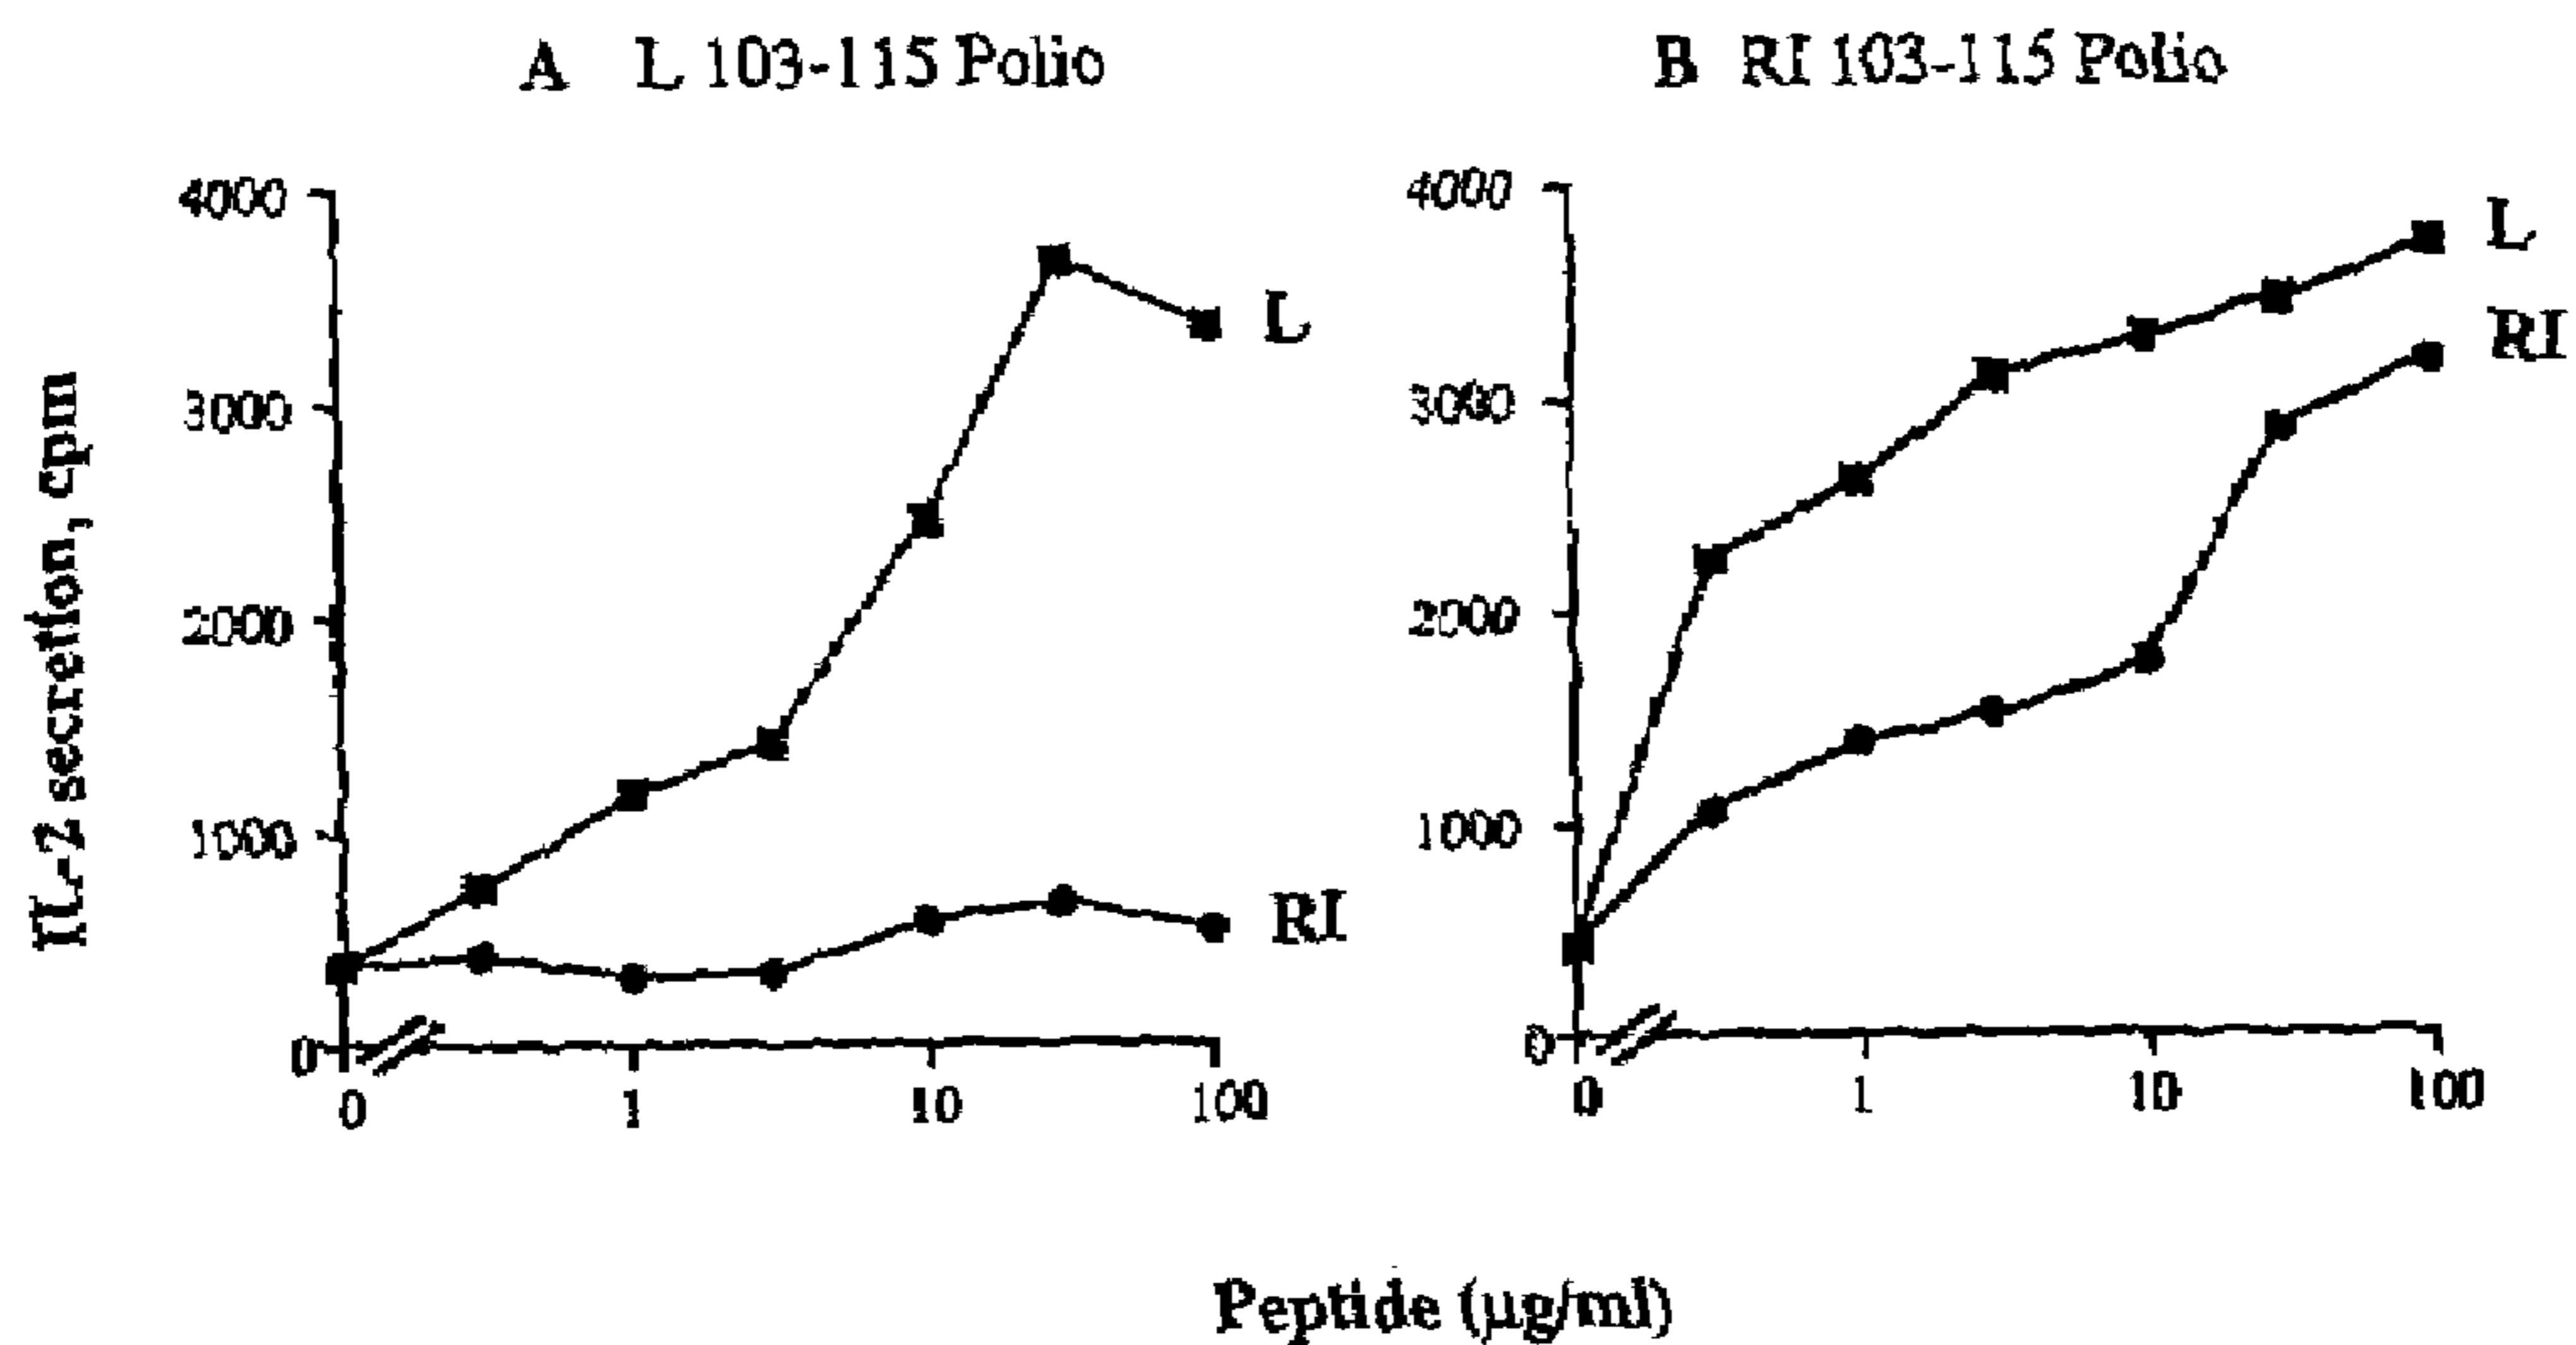 A L 103-115 Polio
B RI 103-115 Polio
IL-2 secretion, cpm
4000
3000
2000
1000
0
0 1 10 100
L
RI
4000
3000
2000
1000
0
0 1 10 100
L
RI
Peptide (µg/ml)